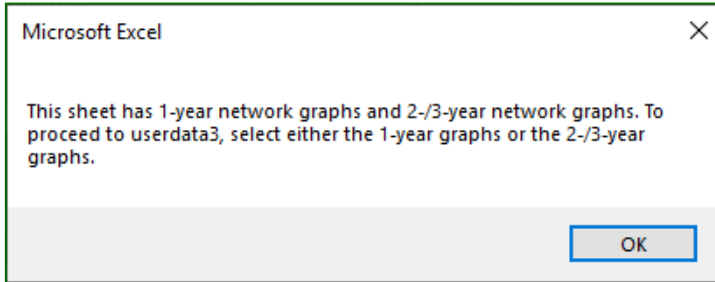 Microsoft Excel
This sheet has 1-year network graphs and 2-/3-year network graphs. To
proceed to userdata3, select either the 1-year graphs or the 2-/3-year
graphs.
OK